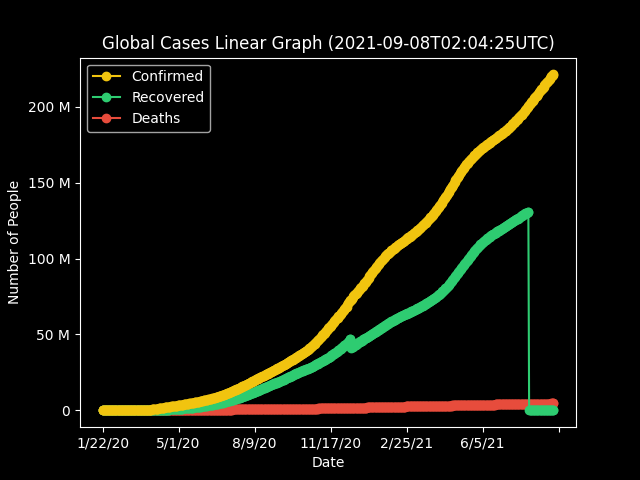 Global Cases Linear Graph (2021-09-08T02:04:25UTC)
Confirmed
Recovered
Deaths
200 M
150 M
100 M
50 M
0
Number of People
1/22/20 5/1/20 8/9/20 11/17/20 2/25/21 6/5/21
Date